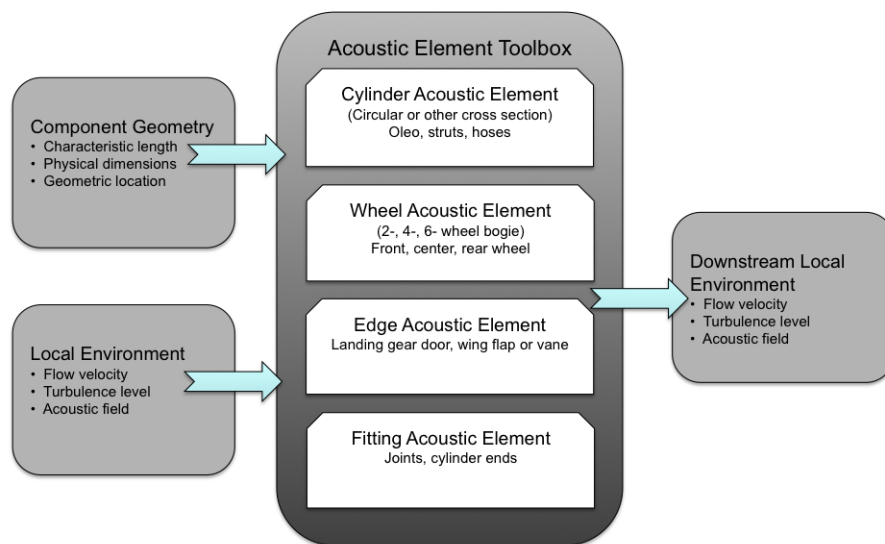 Acoustic Element Toolbox
Component Geometry
• Characteristic length
• Physical dimensions
• Geometric location
Local Environment
• Flow velocity
• Turbulence level
• Acoustic field
Cylinder Acoustic Element
(Circular or other cross section)
Oleo, struts, hoses
Wheel Acoustic Element
(2-, 4-, 6- wheel bogie)
Front, center, rear wheel
Edge Acoustic Element
Landing gear door, wing flap or vane
Fitting Acoustic Element
Joints, cylinder ends
Downstream Local
Environment
• Flow velocity
• Turbulence level
• Acoustic field